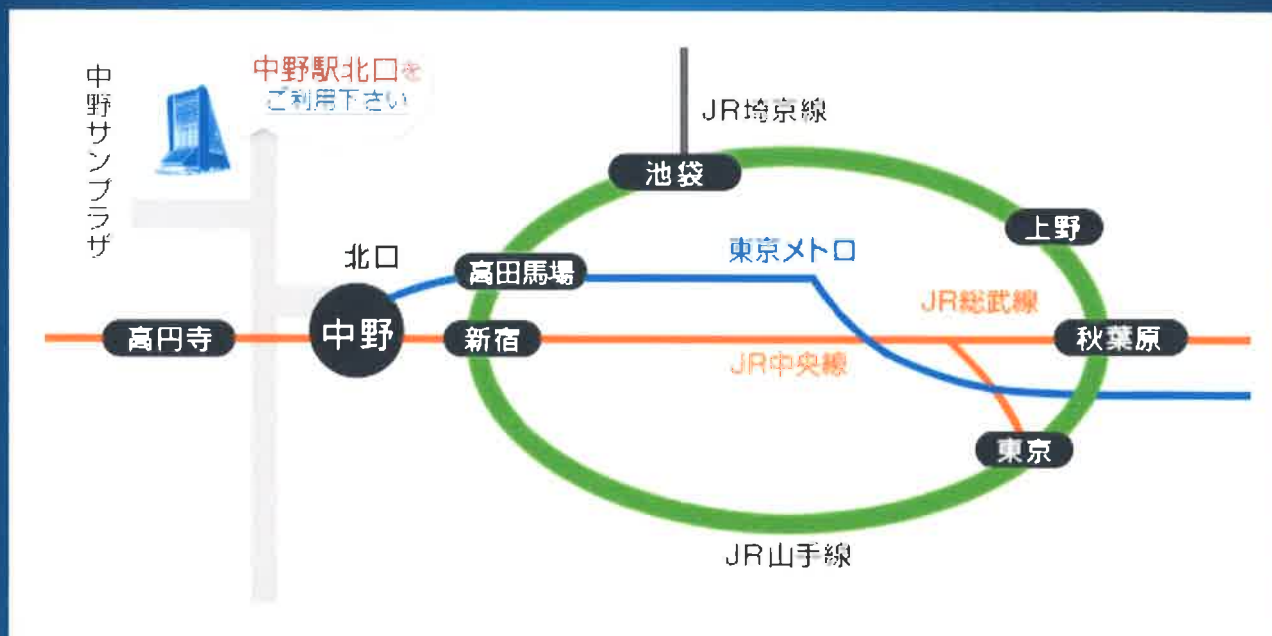 中野サンプラザ
中野駅北口を
ご利用下さい
JR埼京線
池袋
上野
北口
高田馬場
東京メトロ
JR総武線
高円寺
中野
新宿
秋葉原
JR中央線
東京
JR山手線